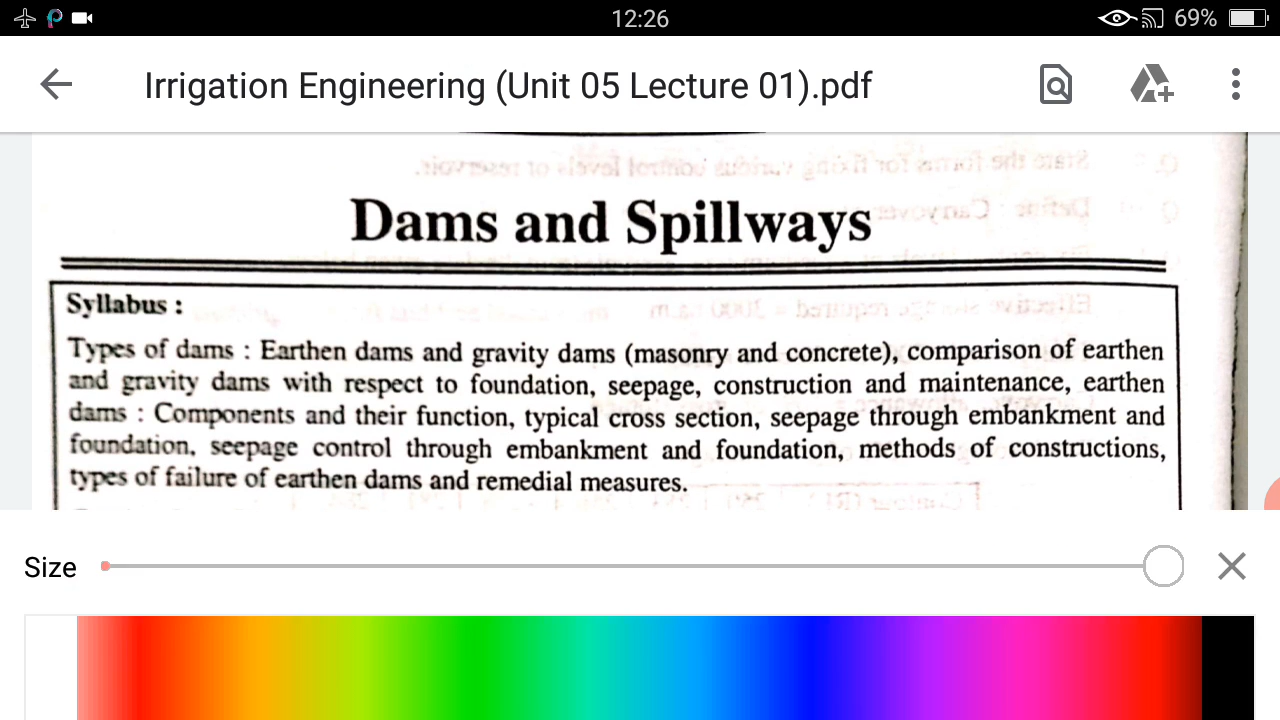 12:26
69%
Irrigation Engineering (Unit 05 Lecture 01).pdf
Dams and Spillways
Syllabus :
Types of dams : Earthen dams and gravity dams (masonry and concrete), comparison of earthen
and gravity dams with respect to foundation, seepage, construction and maintenance, earthen
dams : Components and their function, typical cross section, seepage through embankment and
foundation, seepage control through embankment and foundation, methods of constructions,
types of failure of earthen dams and remedial measures.
Size